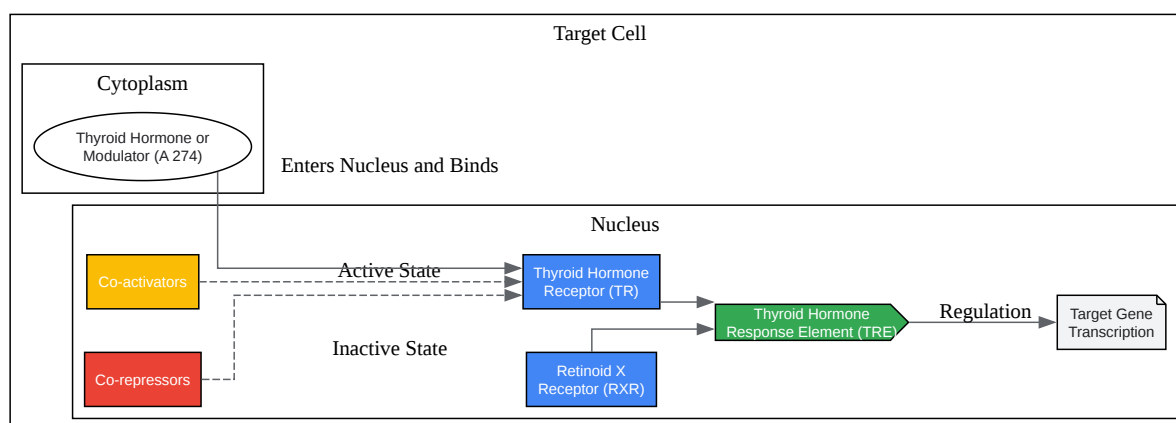 Target Cell
Cytoplasm
Thyroid Hormone or
Modulator (A 274)
Enters Nucleus and Binds
Nucleus
Co-activators
Active State
Thyroid Hormone
Receptor (TR)
Thyroid Hormone
Response Element (TRE)
Regulation
Target Gene
Transcription
Inactive State
Co-repressors
Retinoid X
Receptor (RXR)